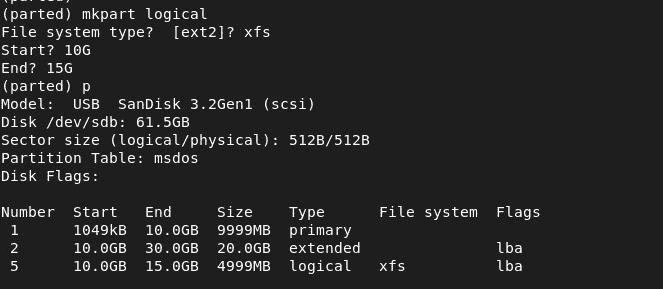 (parted) mkpart logical
File system type?  [ext2]? xfs
Start? 10G
End? 15G
(parted) p
Model:  USB  SanDisk 3.2Gen1 (scsi)
Disk /dev/sdb: 61.5GB
Sector size (logical/physical): 512B/512B
Partition Table: msdos
Disk Flags:
Number  Start   End     Size    Type      File system  Flags
 1      1049kB  10.0GB  9999MB  primary
 2      10.0GB  30.0GB  20.0GB  extended               lba
 5      10.0GB  15.0GB  4999MB  logical   xfs          lba